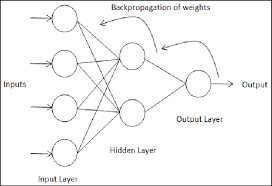 Backpropagation of weights
Inputs
Output
Output Layer
Hidden Layer
Input Layer